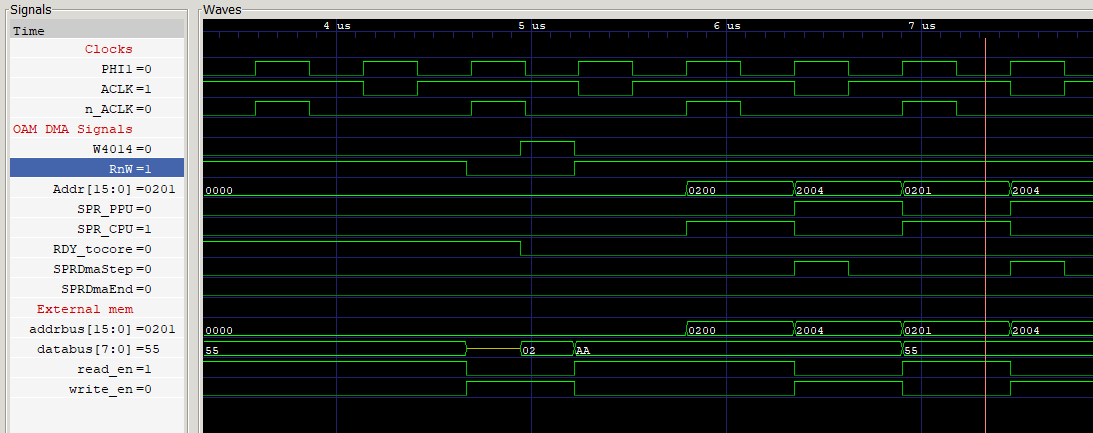 Signals Waves
Time 4 us 5 us 6 us 7 us
Clocks
PHI1=0
ACLK=1
n_ACLK=0
OAM DMA Signals
W4014=0
RnW=1
Addr[15:0]=0201 0000 0200 2004 0201 2004
SPR_PPU=0
SPR_CPU=1
RDY_tocore=0
SPRDmaStep=0
SPRDmaEnd=0
External mem
addrbus[15:0]=0201 0000 0200 2004 0201 2004
databus[7:0]=55 55 02 AA 55
read_en=1
write_en=0